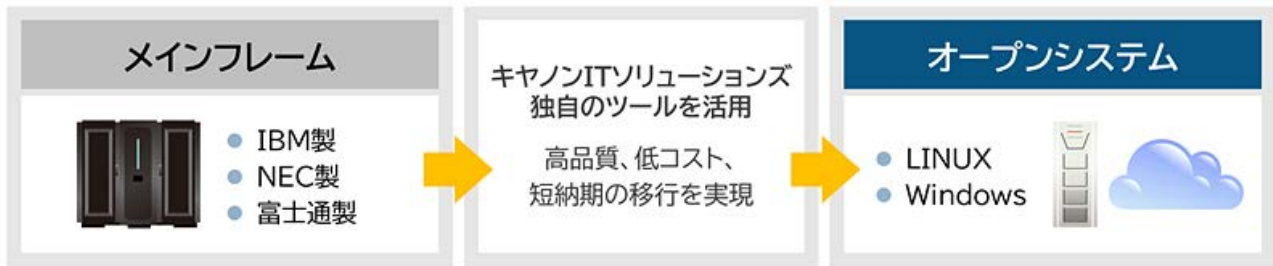 メインフレーム
IBM製
NEC製
富士通製
キヤノンITソリューションズ
独自のツールを活用
高品質、低コスト、
短納期の移行を実現
オープンシステム
LINUX
Windows